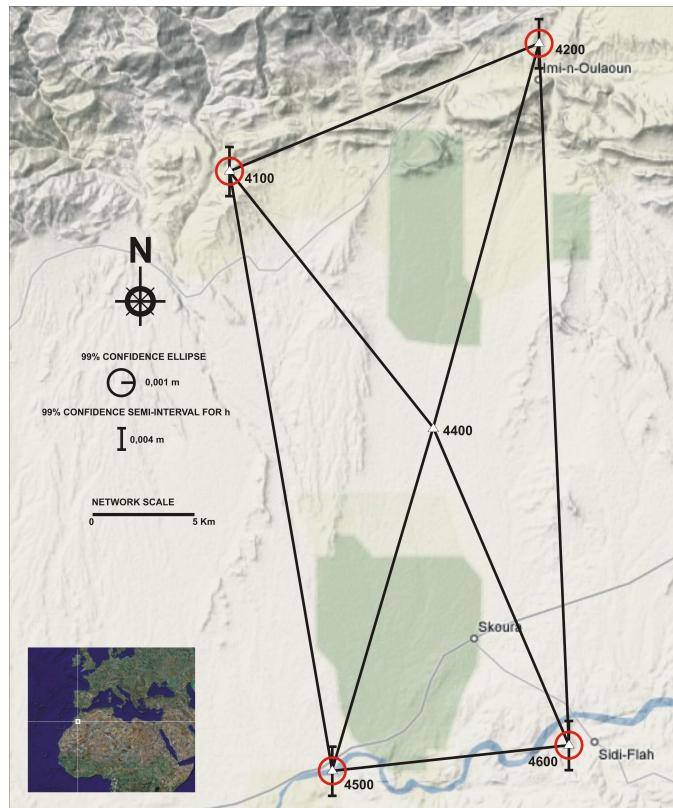 4200
Imi-n-Oulaoun
4100
N
99% CONFIDENCE ELLIPSE
0,001 m
99% CONFIDENCE SEMI-INTERVAL FOR h
0,004 m
4400
NETWORK SCALE
0 5 Km
Skoura
Sidi-Flah
4600
4500